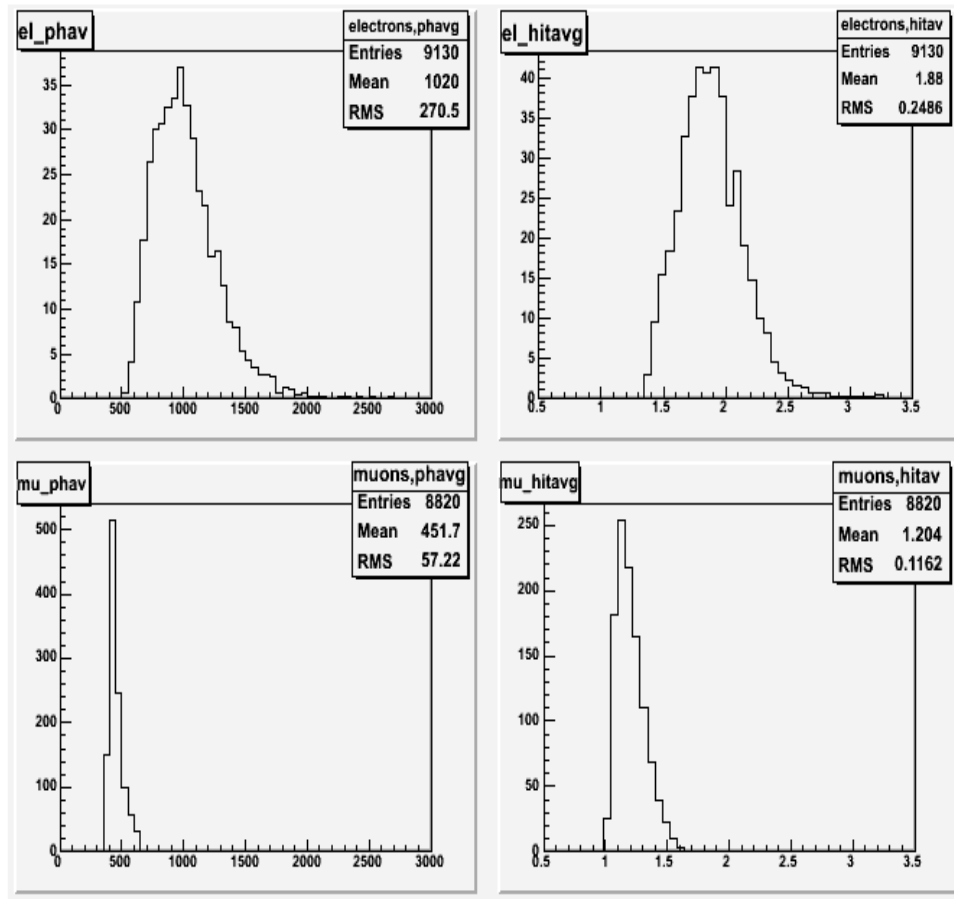 el_phav
electrons,phavg
Entries 9130
Mean 1020
RMS 270.5
35
30
25
20
15
10
5
0
0 500 1000 1500 2000 2500 3000
el_hitavg
electrons,hitav
Entries 9130
Mean 1.88
RMS 0.2486
40
35
30
25
20
15
10
5
0
0.5 1 1.5 2 2.5 3 3.5
mu_phav
muons,phavg
Entries 8820
Mean 451.7
RMS 57.22
500
400
300
200
100
0
0 500 1000 1500 2000 2500 3000
mu_hitavg
muons,hitav
Entries 8820
Mean 1.204
RMS 0.1162
250
200
150
100
50
0
0.5 1 1.5 2 2.5 3 3.5